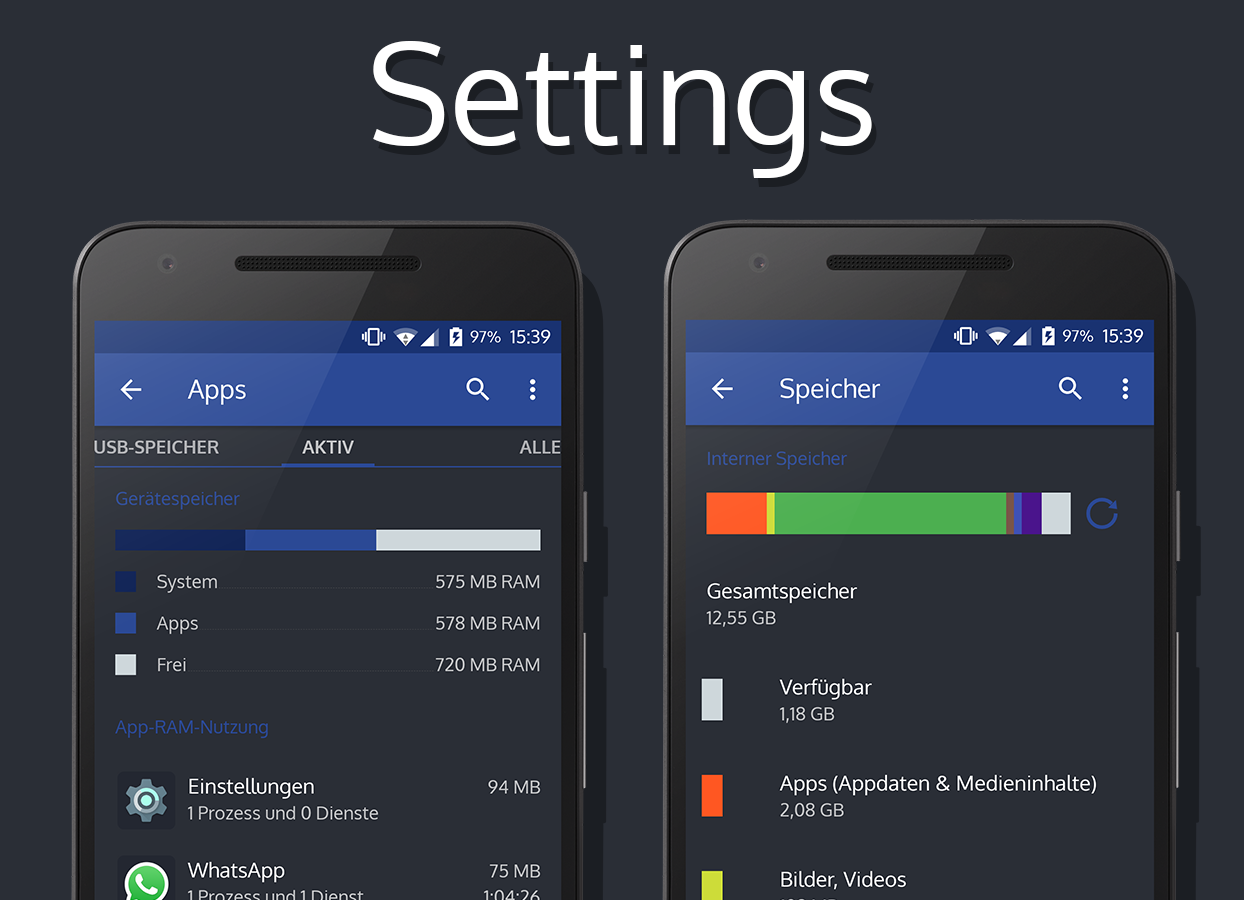 Settings
97% 15:39
Apps
USB-SPEICHER AKTIV ALLE
Gerätespeicher
System 575 MB RAM
Apps 578 MB RAM
Frei 720 MB RAM
App-RAM-Nutzung
Einstellungen 94 MB
1 Prozess und 0 Dienste
WhatsApp 75 MB
1 Prozess und 1 Dienst 1:04:26
97% 15:39
Speicher
Interner Speicher
Gesamtspeicher
12,55 GB
Verfügbar
1,18 GB
Apps (Appdaten & Medieninhalte)
2,08 GB
Bilder, Videos